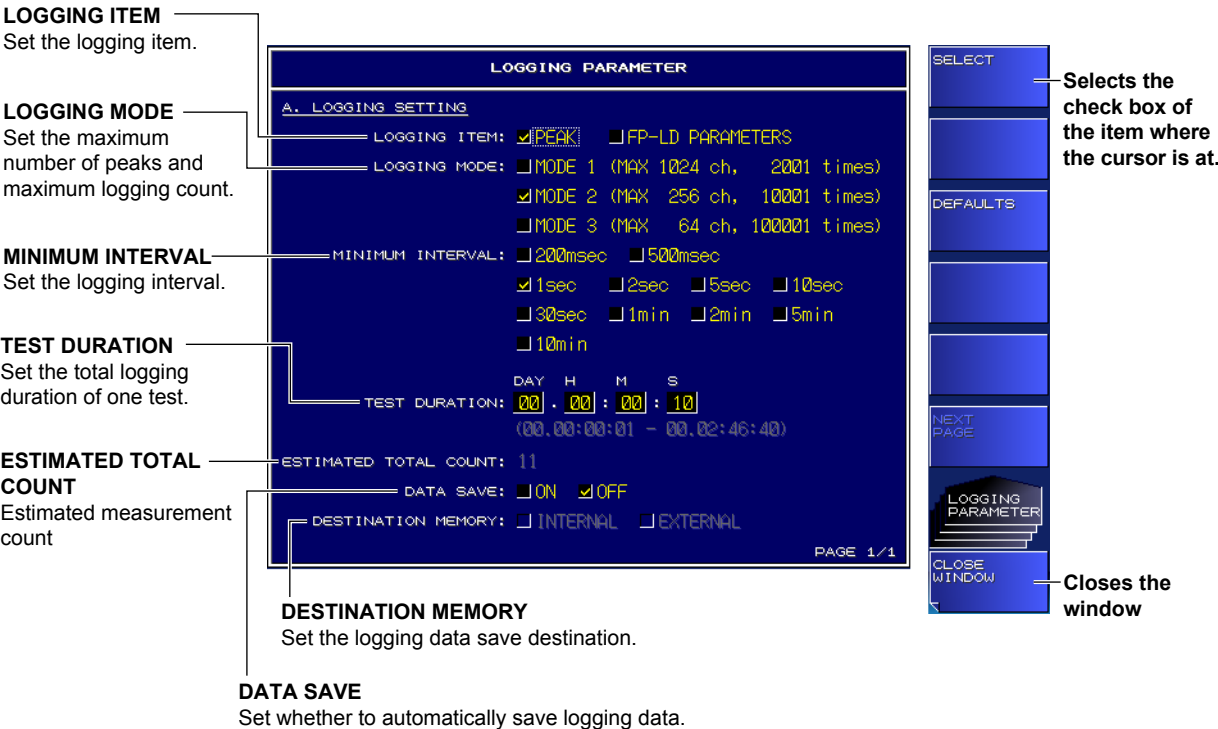 LOGGING ITEM
Set the logging item.
LOGGING MODE
Set the maximum
number of peaks and
maximum logging count.
MINIMUM INTERVAL
Set the logging interval.
TEST DURATION
Set the total logging
duration of one test.
ESTIMATED TOTAL
COUNT
Estimated measurement
count
LOGGING PARAMETER
A. LOGGING SETTING
LOGGING ITEM: PEAK FP-LD PARAMETERS
LOGGING MODE: MODE 1 (MAX 1024 ch, 2001 times)
MODE 2 (MAX 256 ch, 10001 times)
MODE 3 (MAX 64 ch, 100001 times)
MINIMUM INTERVAL: 200msec 500msec
1sec 2sec 5sec 10sec
30sec 1min 2min 5min
10min
DAY H M S
TEST DURATION: 00 . 00 : 00 : 10
(00.00:00:01 - 00.02:46:40)
ESTIMATED TOTAL COUNT: 11
DATA SAVE: ON OFF
DESTINATION MEMORY: INTERNAL EXTERNAL
PAGE 1/1
SELECT
DEFAULTS
NEXT
PAGE
LOGGING
PARAMETER
CLOSE
WINDOW
Selects the
check box of
the item where
the cursor is at.
Closes the
window
DESTINATION MEMORY
Set the logging data save destination.
DATA SAVE
Set whether to automatically save logging data.